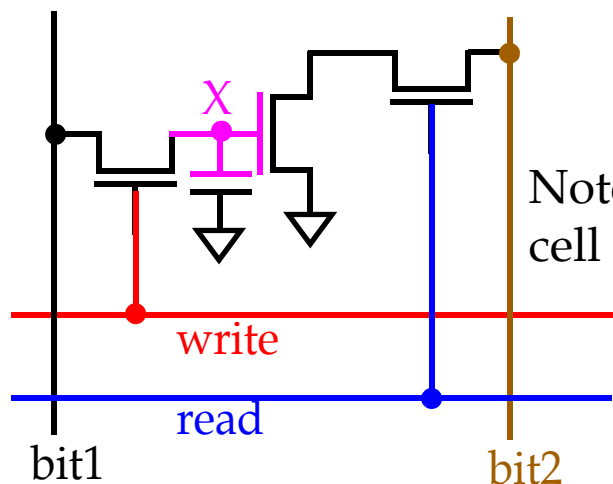 X
Note
cell
write
read
bit1
bit2